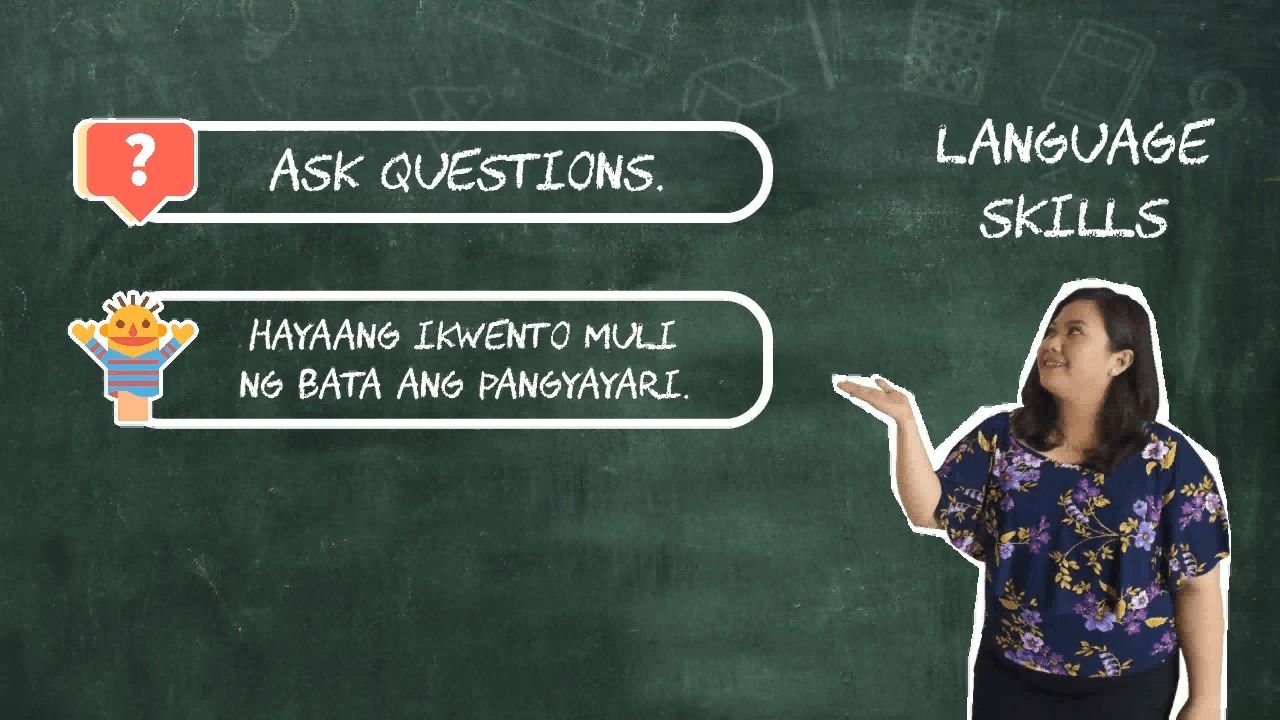 ?
ASK QUESTIONS.
LANGUAGE
SKILLS
HAYAANG IKWENTO MULI
NG BATA ANG PANGYAYARI.